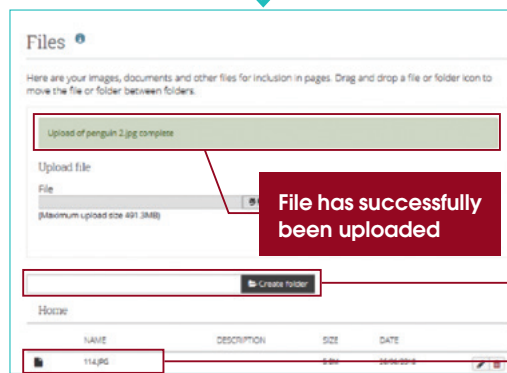 Files
Here are your images, documents and other files for inclusion in pages. Drag and drop a file or folder icon to
move the file or folder between folders.
Upload of penguin 2.jpg complete
Upload file
File
(Maximum upload size 491.3MB)
File has successfully
been uploaded
Create folder
Home
NAME DESCRIPTION SIZE DATE
114.JPG